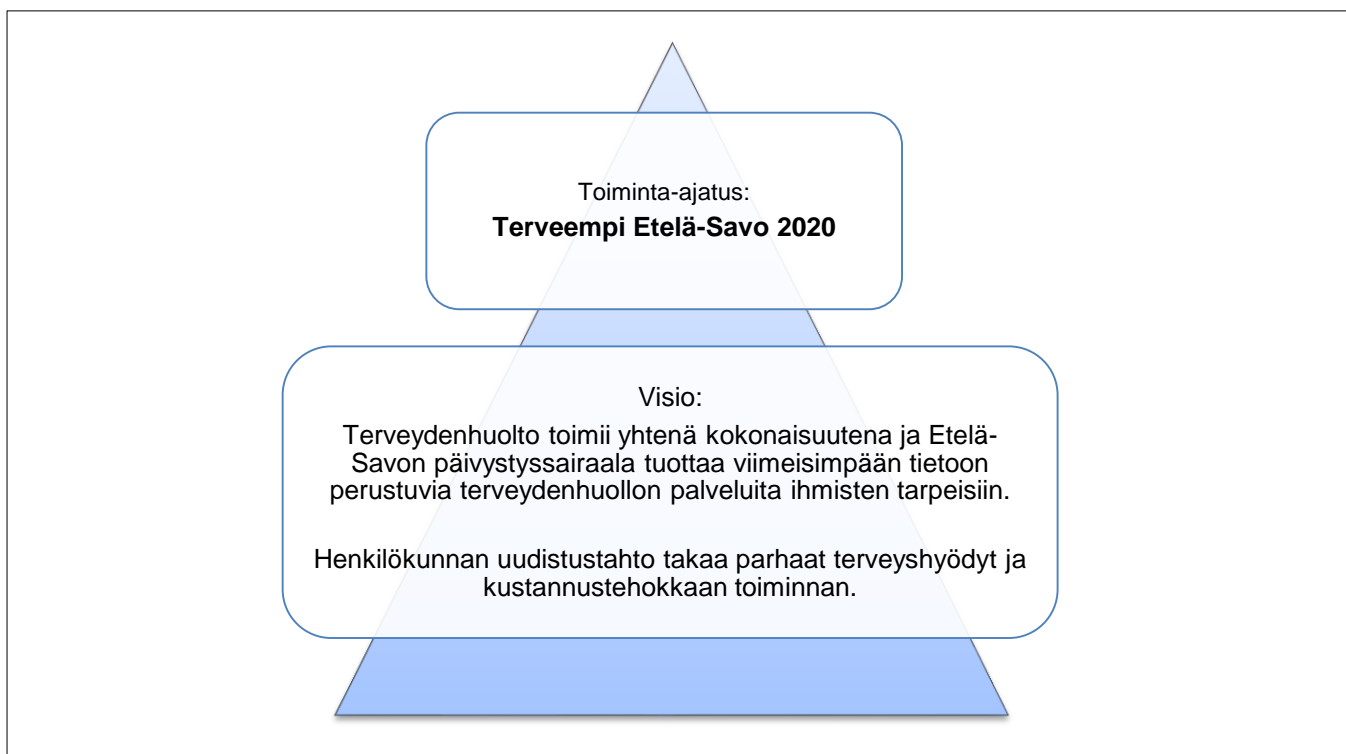 Toiminta-ajatus:
Terveempi Etelä-Savo 2020
Visio:
Terveydenhuolto toimii yhtenä kokonaisuutena ja Etelä-
Savon päivystyssairaala tuottaa viimeisimpään tietoon
perustuvia terveydenhuollon palveluita ihmisten tarpeisiin.
Henkilökunnan uudistustahto takaa parhaat terveyshyödyt ja
kustannustehokkaan toiminnan.